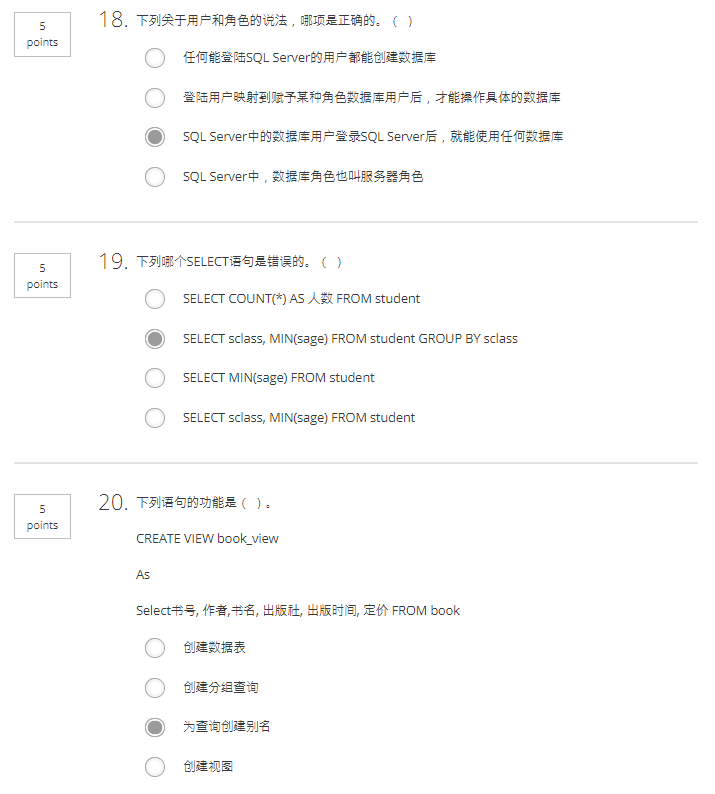 5
points
18. 下列关于用户和角色的说法，哪项是正确的。（ ）
任何能登陆SQL Server的用户都能创建数据库
登陆用户映射到赋予某种角色数据库用户后，才能操作具体的数据库
SQL Server中的数据库用户登录SQL Server后，就能使用任何数据库
SQL Server中，数据库角色也叫服务器角色
5
points
19. 下列哪个SELECT语句是错误的。（ ）
SELECT COUNT(*) AS 人数 FROM student
SELECT sclass, MIN(sage) FROM student GROUP BY sclass
SELECT MIN(sage) FROM student
SELECT sclass, MIN(sage) FROM student
5
points
20. 下列语句的功能是（ ）。
CREATE VIEW book_view
As
Select书号, 作者,书名, 出版社, 出版时间, 定价 FROM book
创建数据表
创建分组查询
为查询创建别名
创建视图